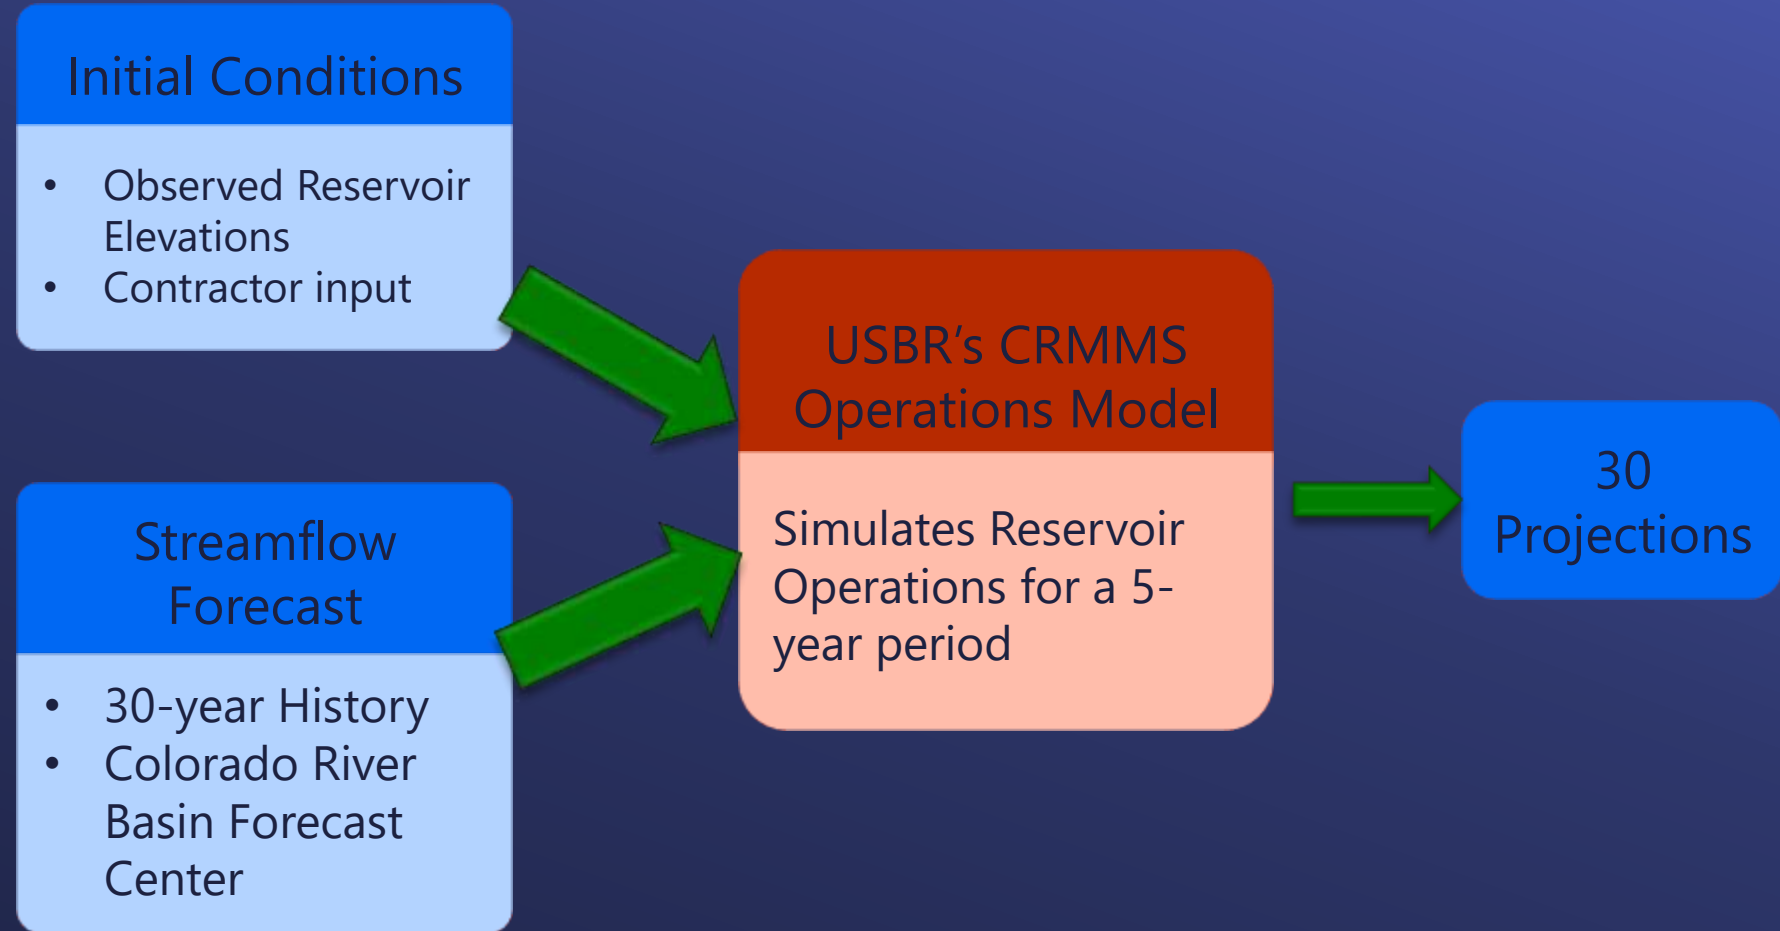 Initial Conditions
• Observed Reservoir
Elevations
• Contractor input
Streamflow
Forecast
• 30-year History
• Colorado River
Basin Forecast
Center
USBR’s CRMMS
Operations Model
Simulates Reservoir
Operations for a 5-
year period
30
Projections